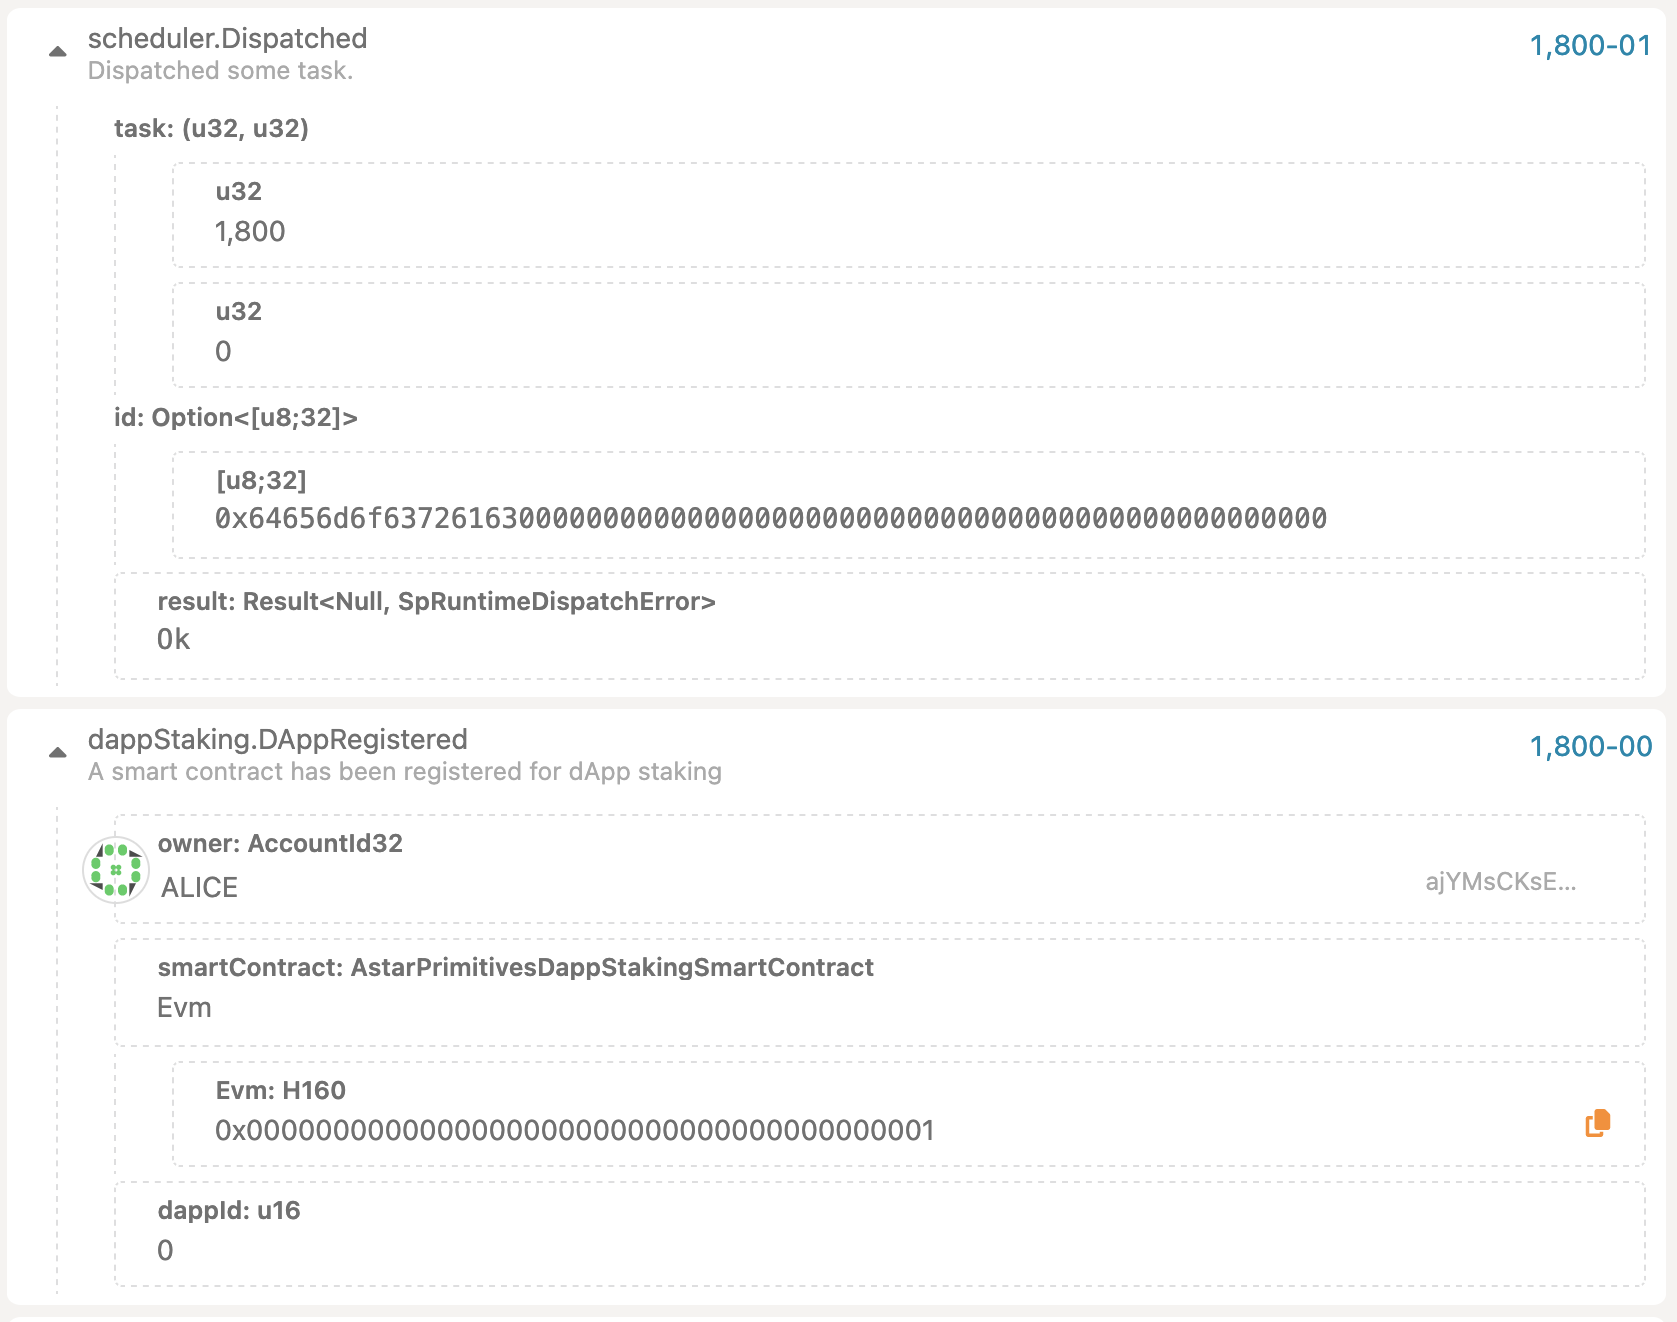 scheduler.Dispatched
1,800-01
Dispatched some task.
task: (u32, u32)
u32
1,800
u32
0
id: Option<[u8;32]>
[u8;32]
0x64656d6f63726163000000000000000000000000000000000000000000000000
result: Result<Null, SpRuntimeDispatchError>
Ok
dappStaking.DAppRegistered
1,800-00
A smart contract has been registered for dApp staking
owner: AccountId32
ALICE
ajYMsCKsE...
smartContract: AstarPrimitivesDappStakingSmartContract
Evm
Evm: H160
0x0000000000000000000000000000000000000001
dappId: u16
0